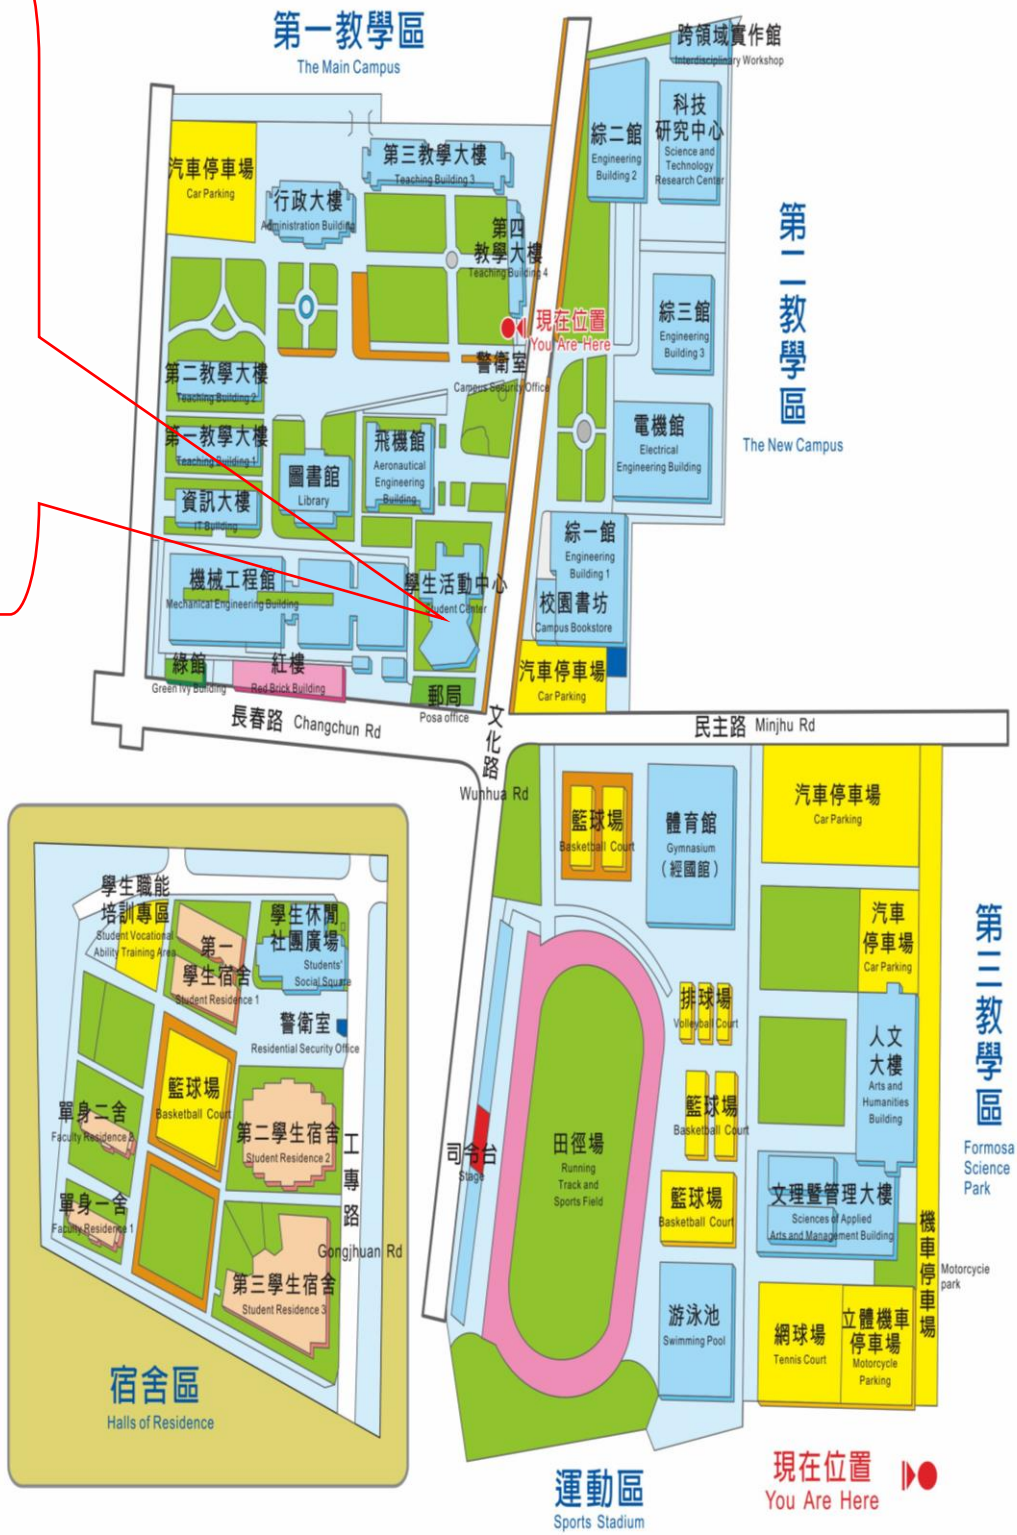 第一教學區
The Main Campus
跨領域實作館
Interdisciplinary Workshop
科技
研究中心
Science and
Technology
Research Center
綜二館
Engineering
Building 2
汽車停車場
Car Parking
第三教學大樓
Teaching Building 3
行政大樓
Administration Building
第四
教學大樓
Teaching Building 4
第二教學區
The New Campus
綜三館
Engineering
Building 3
現在位置
You Are Here
警衛室
Campus Security Office
第二教學大樓
Teaching Building 2
第一教學大樓
Teaching Building 1
圖書館
Library
飛機館
Aeronautical
Engineering
Building
電機館
Electrical
Engineering Building
資訊大樓
IT Building
綜一館
Engineering
Building 1
機械工程館
Mechanical Engineering Building
學生活動中心
Student Center
校園書坊
Campus Bookstore
綠館
Green Ivy Building
紅樓
Red Brick Building
郵局
Posa office
汽車停車場
Car Parking
長春路 Changchun Rd
文化路
Wunhua Rd
民主路 Minjhu Rd
籃球場
Basketball Court
體育館
Gymnasium
(經國館)
汽車停車場
Car Parking
學生職能
培訓專區
Student Vocational
Ability Training Area
第一
學生宿舍
Student Residence 1
學生休閒
社團廣場
Students'
Social Square
警衛室
Residential Security Office
汽車
停車場
Car Parking
第三教學區
Formosa
Science
Park
排球場
Volleyball Court
人文
大樓
Arts and
Humanities
Building
籃球場
Basketball Court
單身二舍
Faculty Residence 2
第二學生宿舍
Student Residence 2
工專路
Gongjhuan Rd
司令台
Stage
田徑場
Running
Track and
Sports Field
籃球場
Basketball Court
籃球場
Basketball Court
文理暨管理大樓
Sciences of Applied
Arts and Management Building
單身一舍
Faculty Residence 1
第三學生宿舍
Student Residence 3
機車停車場
Motorcycie
park
游泳池
Swimming Pool
網球場
Tennis Court
立體機車
停車場
Motorcycle
Parking
宿舍區
Halls of Residence
運動區
Sports Stadium
現在位置
You Are Here